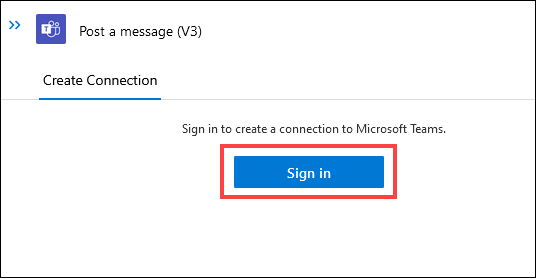 Post a message (V3)
Create Connection
Sign in to create a connection to Microsoft Teams.
Sign in